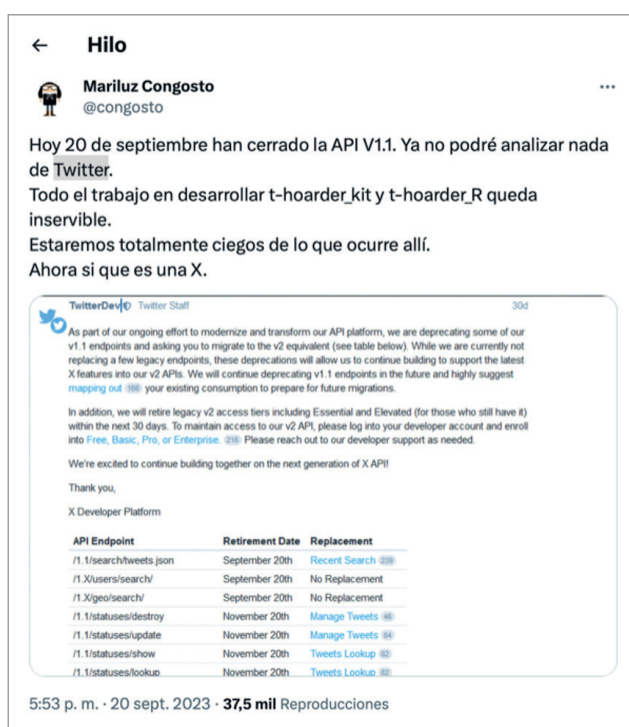 Hilo
Mariluz Congosto
@congosto
Hoy 20 de septiembre han cerrado la API V1.1. Ya no podré analizar nada
de Twitter.
Todo el trabajo en desarrollar t-hoarder_kit y t-hoarder_R queda
inservible.
Estaremos totalmente ciegos de lo que ocurre allí.
Ahora si que es una X.
TwitterDev Twitter Staff 30d
As part of our ongoing effort to modernize and transform our API platform, we are deprecating some of our
v1.1 endpoints and asking you to migrate to the v2 equivalent (see table below). While we are currently not
replacing a few legacy endpoints, these deprecations will allow us to continue building to support the latest
X features into our v2 APIs. We will continue deprecating v1.1 endpoints in the future and highly suggest
mapping out your existing consumption to prepare for future migrations.
In addition, we will retire legacy v2 access tiers including Essential and Elevated (for those who still have it)
within the next 30 days. To maintain access to our v2 API, please log into your developer account and enroll
into Free, Basic, Pro, or Enterprise. Please reach out to our developer support as needed.
We're excited to continue building together on the next generation of X API!
Thank you,
X Developer Platform
API Endpoint Retirement Date Replacement
/1.1/search/tweets.json September 20th Recent Search
/1.X/users/search/ September 20th No Replacement
/1.X/geo/search/ September 20th No Replacement
/1.1/statuses/destroy November 20th Manage Tweets
/1.1/statuses/update November 20th Manage Tweets
/1.1/statuses/show November 20th Tweets Lookup
/1.1/statuses/lookup November 20th Tweets Lookup
5:53 p. m. · 20 sept. 2023 · 37,5 mil Reproducciones